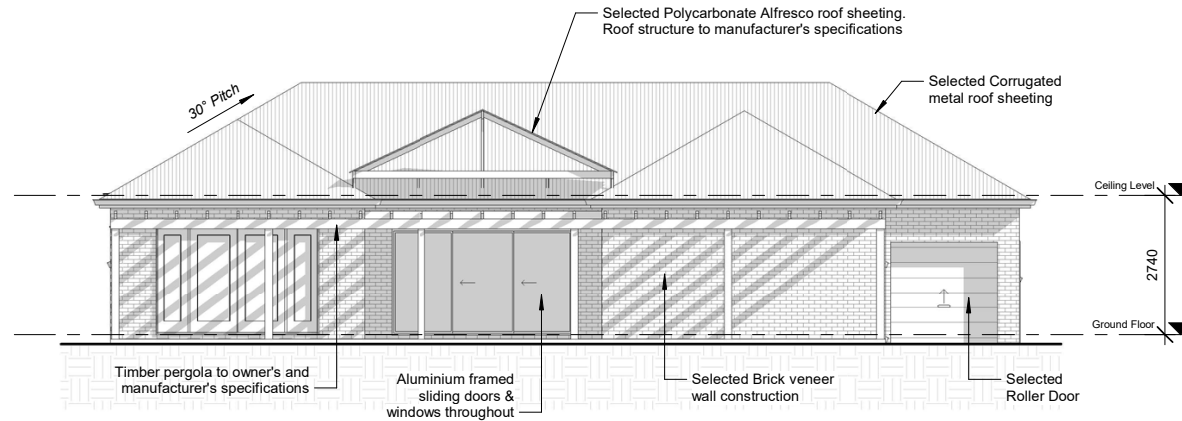 Selected Polycarbonate Alfresco roof sheeting.
Roof structure to manufacturer's specifications
30° Pitch
Selected Corrugated
metal roof sheeting
Ceiling Level
2740
Ground Floor
Timber pergola to owner's and
manufacturer's specifications
Aluminium framed
sliding doors &
windows throughout
Selected Brick veneer
wall construction
Selected
Roller Door